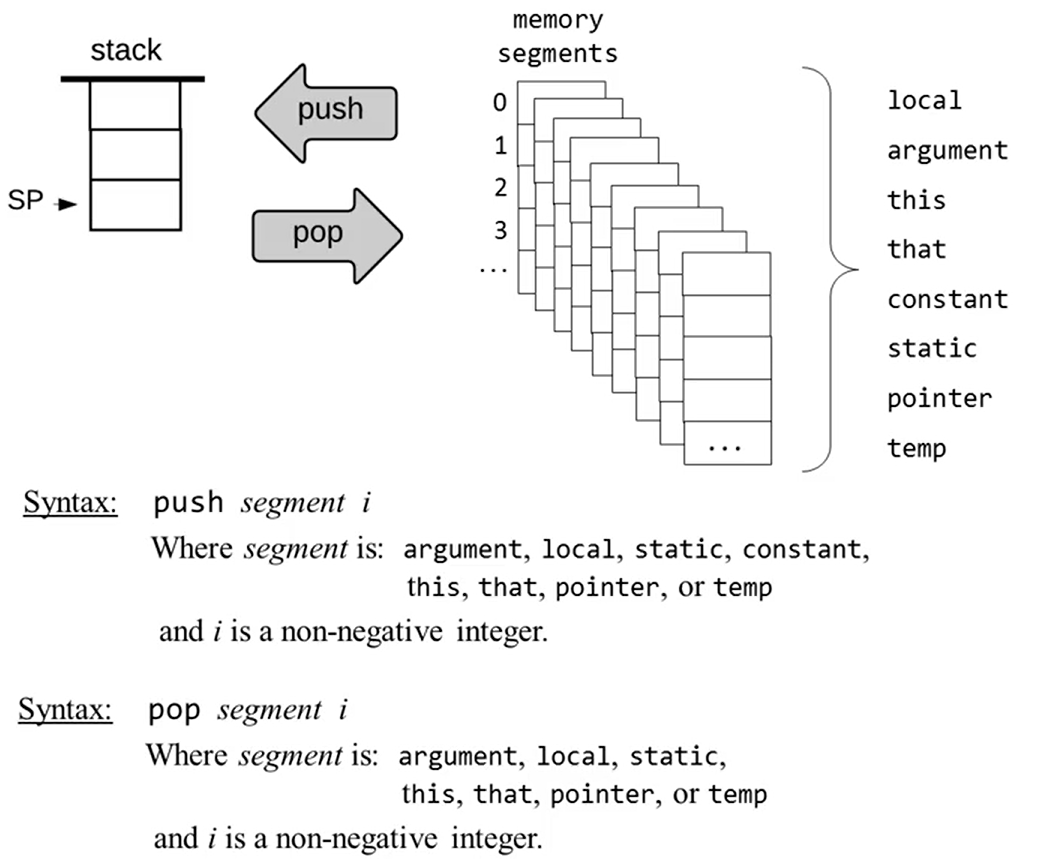 stack
push
pop
SP
memory
segments
0
1
2
3
...
...
local
argument
this
that
constant
static
pointer
temp
Syntax: push segment i
Where segment is: argument, local, static, constant,
this, that, pointer, or temp
and i is a non-negative integer.
Syntax: pop segment i
Where segment is: argument, local, static,
this, that, pointer, or temp
and i is a non-negative integer.